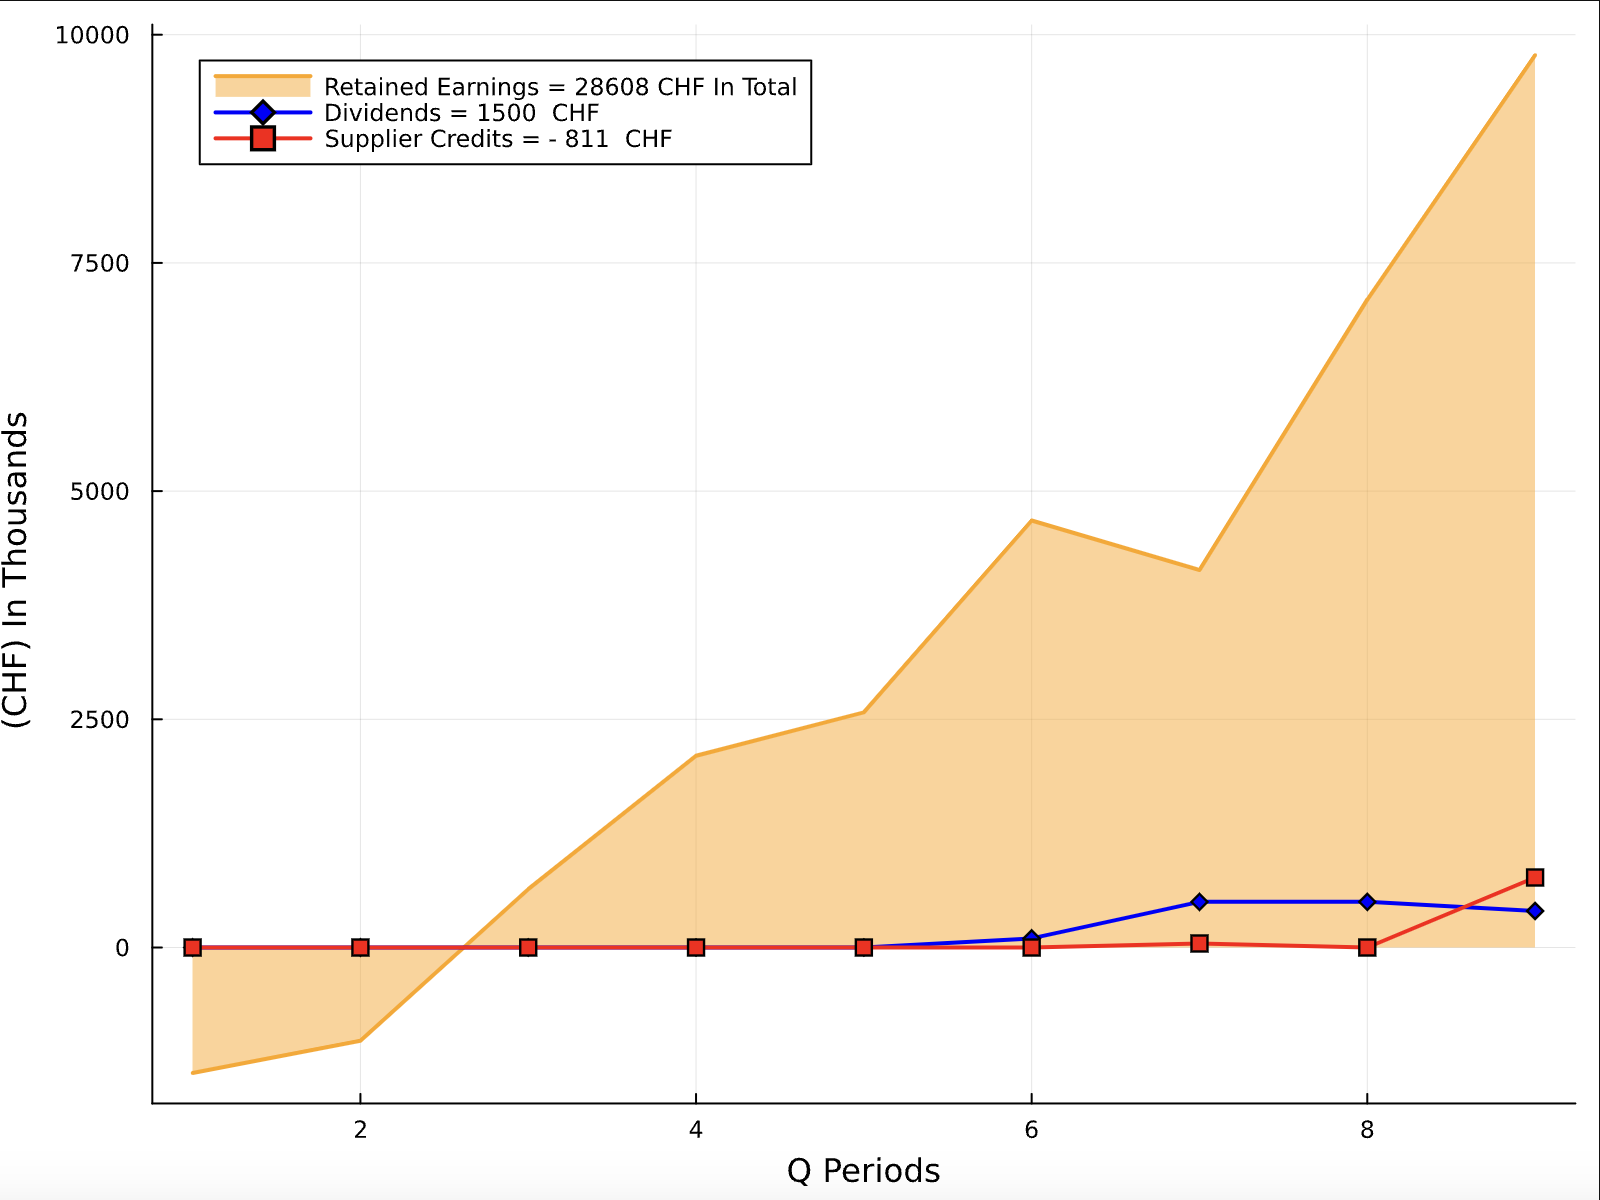 10000
7500
5000
2500
0
(CHF) In Thousands
Retained Earnings = 28608 CHF In Total
Dividends = 1500  CHF
Supplier Credits = - 811  CHF
2 4 6 8
Q Periods